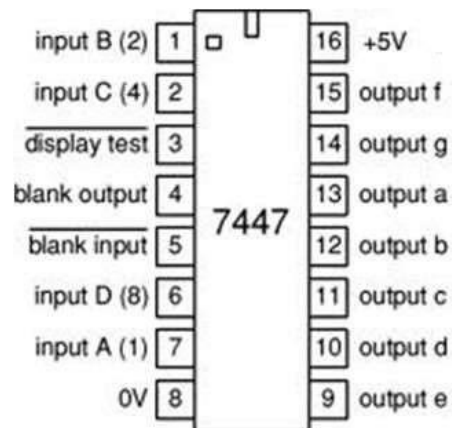 input B (2) 1 16 +5V
input C (4) 2 15 output f
display test 3 14 output g
blank output 4 13 output a
7447
blank input 5 12 output b
input D (8) 6 11 output c
input A (1) 7 10 output d
0V 8 9 output e